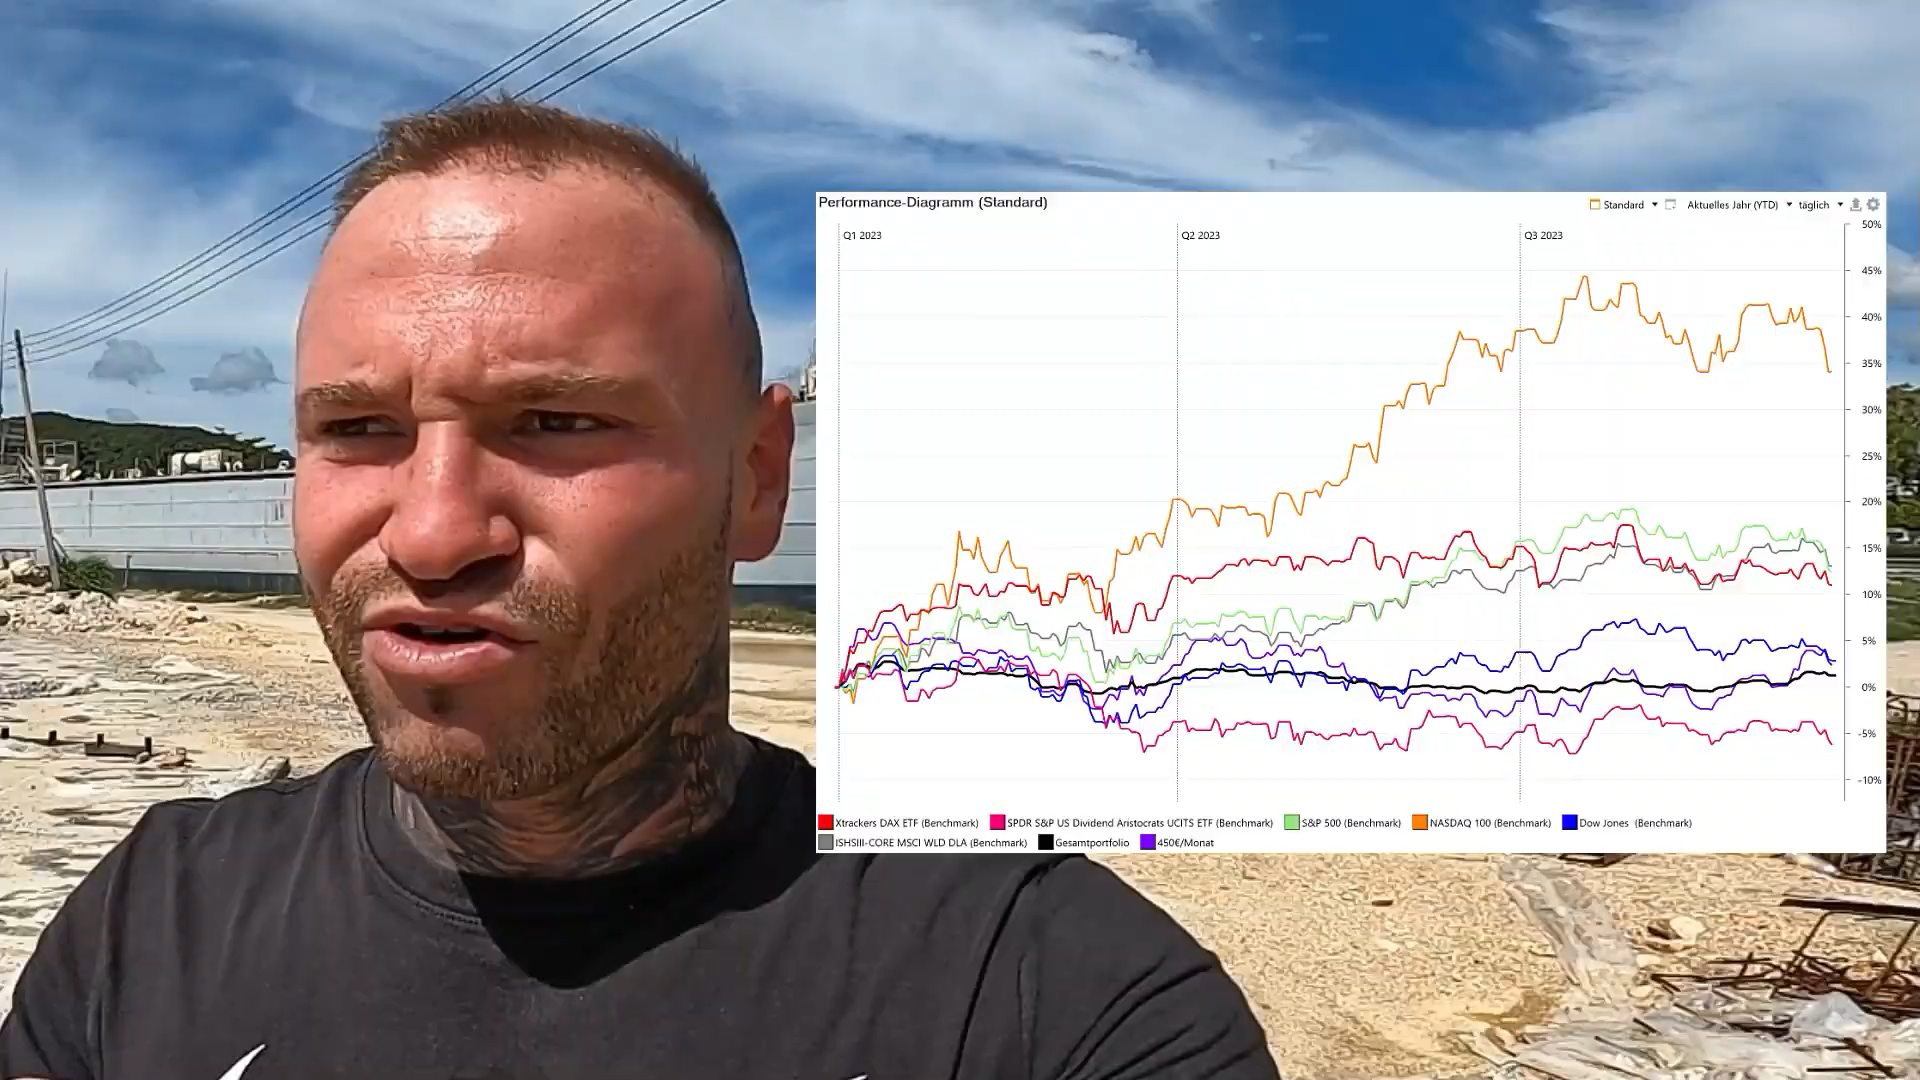 Performance-Diagramm (Standard)
Standard Aktuelles Jahr (YTD) täglich
Q1 2023 Q2 2023 Q3 2023
50%
45%
40%
35%
30%
25%
20%
15%
10%
5%
0%
-5%
-10%
Xtrackers DAX ETF (Benchmark) SPDR S&P US Dividend Aristocrats UCITS ETF (Benchmark) S&P 500 (Benchmark) NASDAQ 100 (Benchmark) Dow Jones (Benchmark)
ISHSIII-CORE MSCI WLD DLA (Benchmark) Gesamtportfolio 450€/Monat